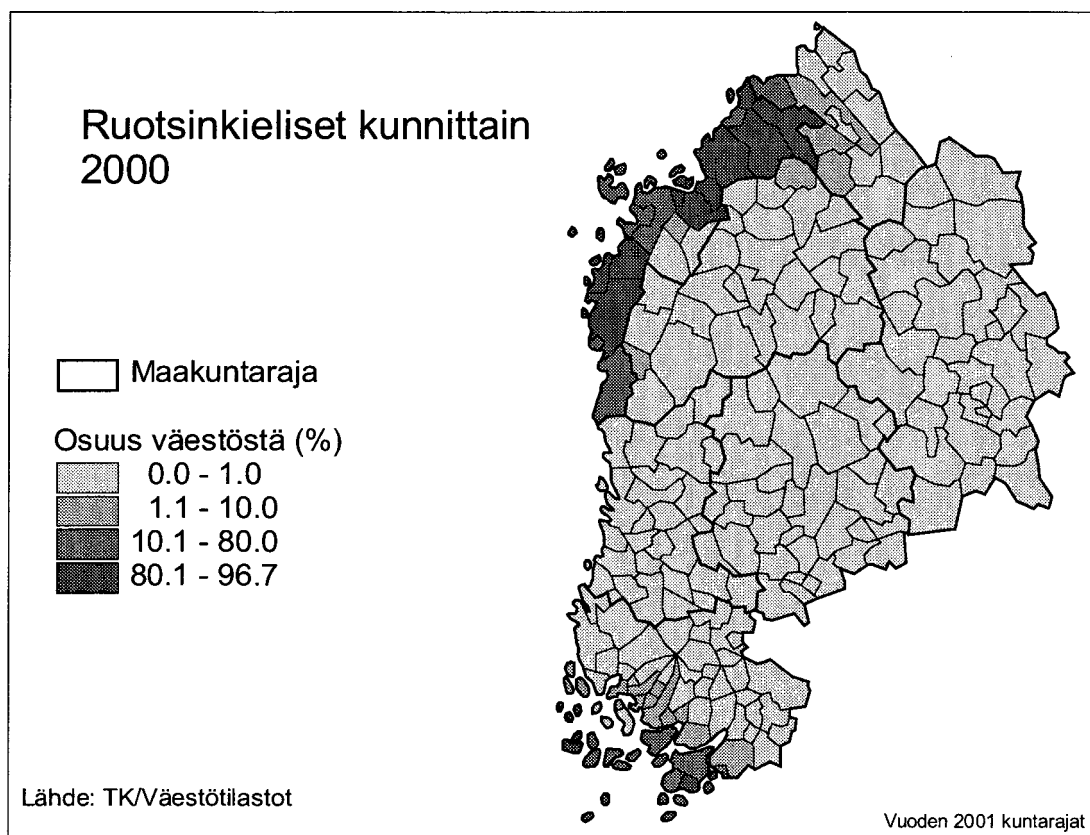 Ruotsinkieliset kunnittain
2000
Maakuntaraja
Osuus väestöstä (%)
0.0 - 1.0
1.1 - 10.0
10.1 - 80.0
80.1 - 96.7
Lähde: TK/Väestötilastot
Vuoden 2001 kuntarajat